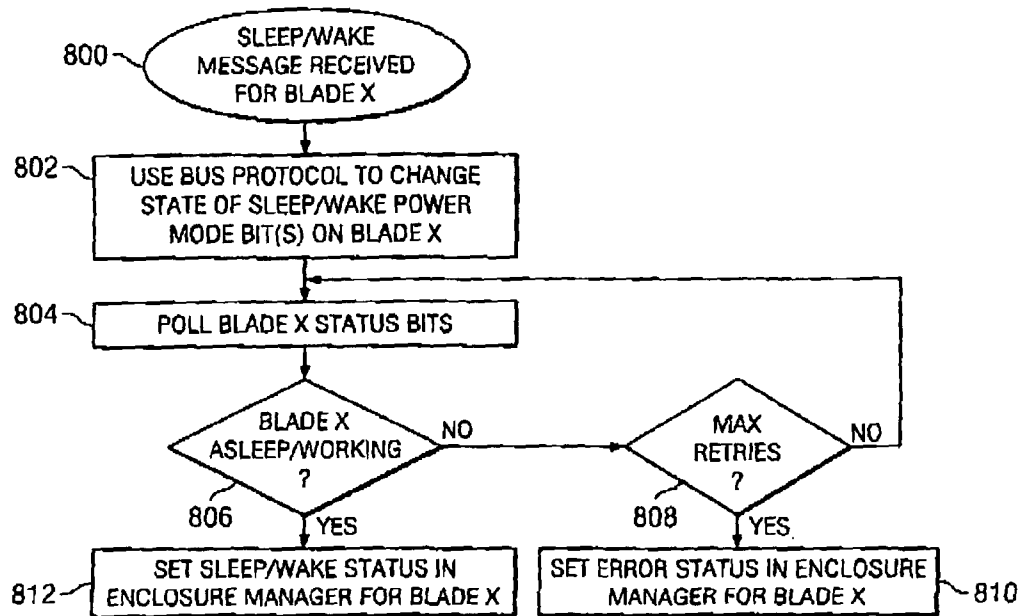 800
SLEEP/WAKE
MESSAGE RECEIVED
FOR BLADE X
802
USE BUS PROTOCOL TO CHANGE
STATE OF SLEEP/WAKE POWER
MODE BIT(S) ON BLADE X
804
POLL BLADE X STATUS BITS
BLADE X
ASLEEP/WORKING
?
NO
806
YES
MAX
RETRIES
?
NO
808
YES
812
SET SLEEP/WAKE STATUS IN
ENCLOSURE MANAGER FOR BLADE X
SET ERROR STATUS IN ENCLOSURE
MANAGER FOR BLADE X
810